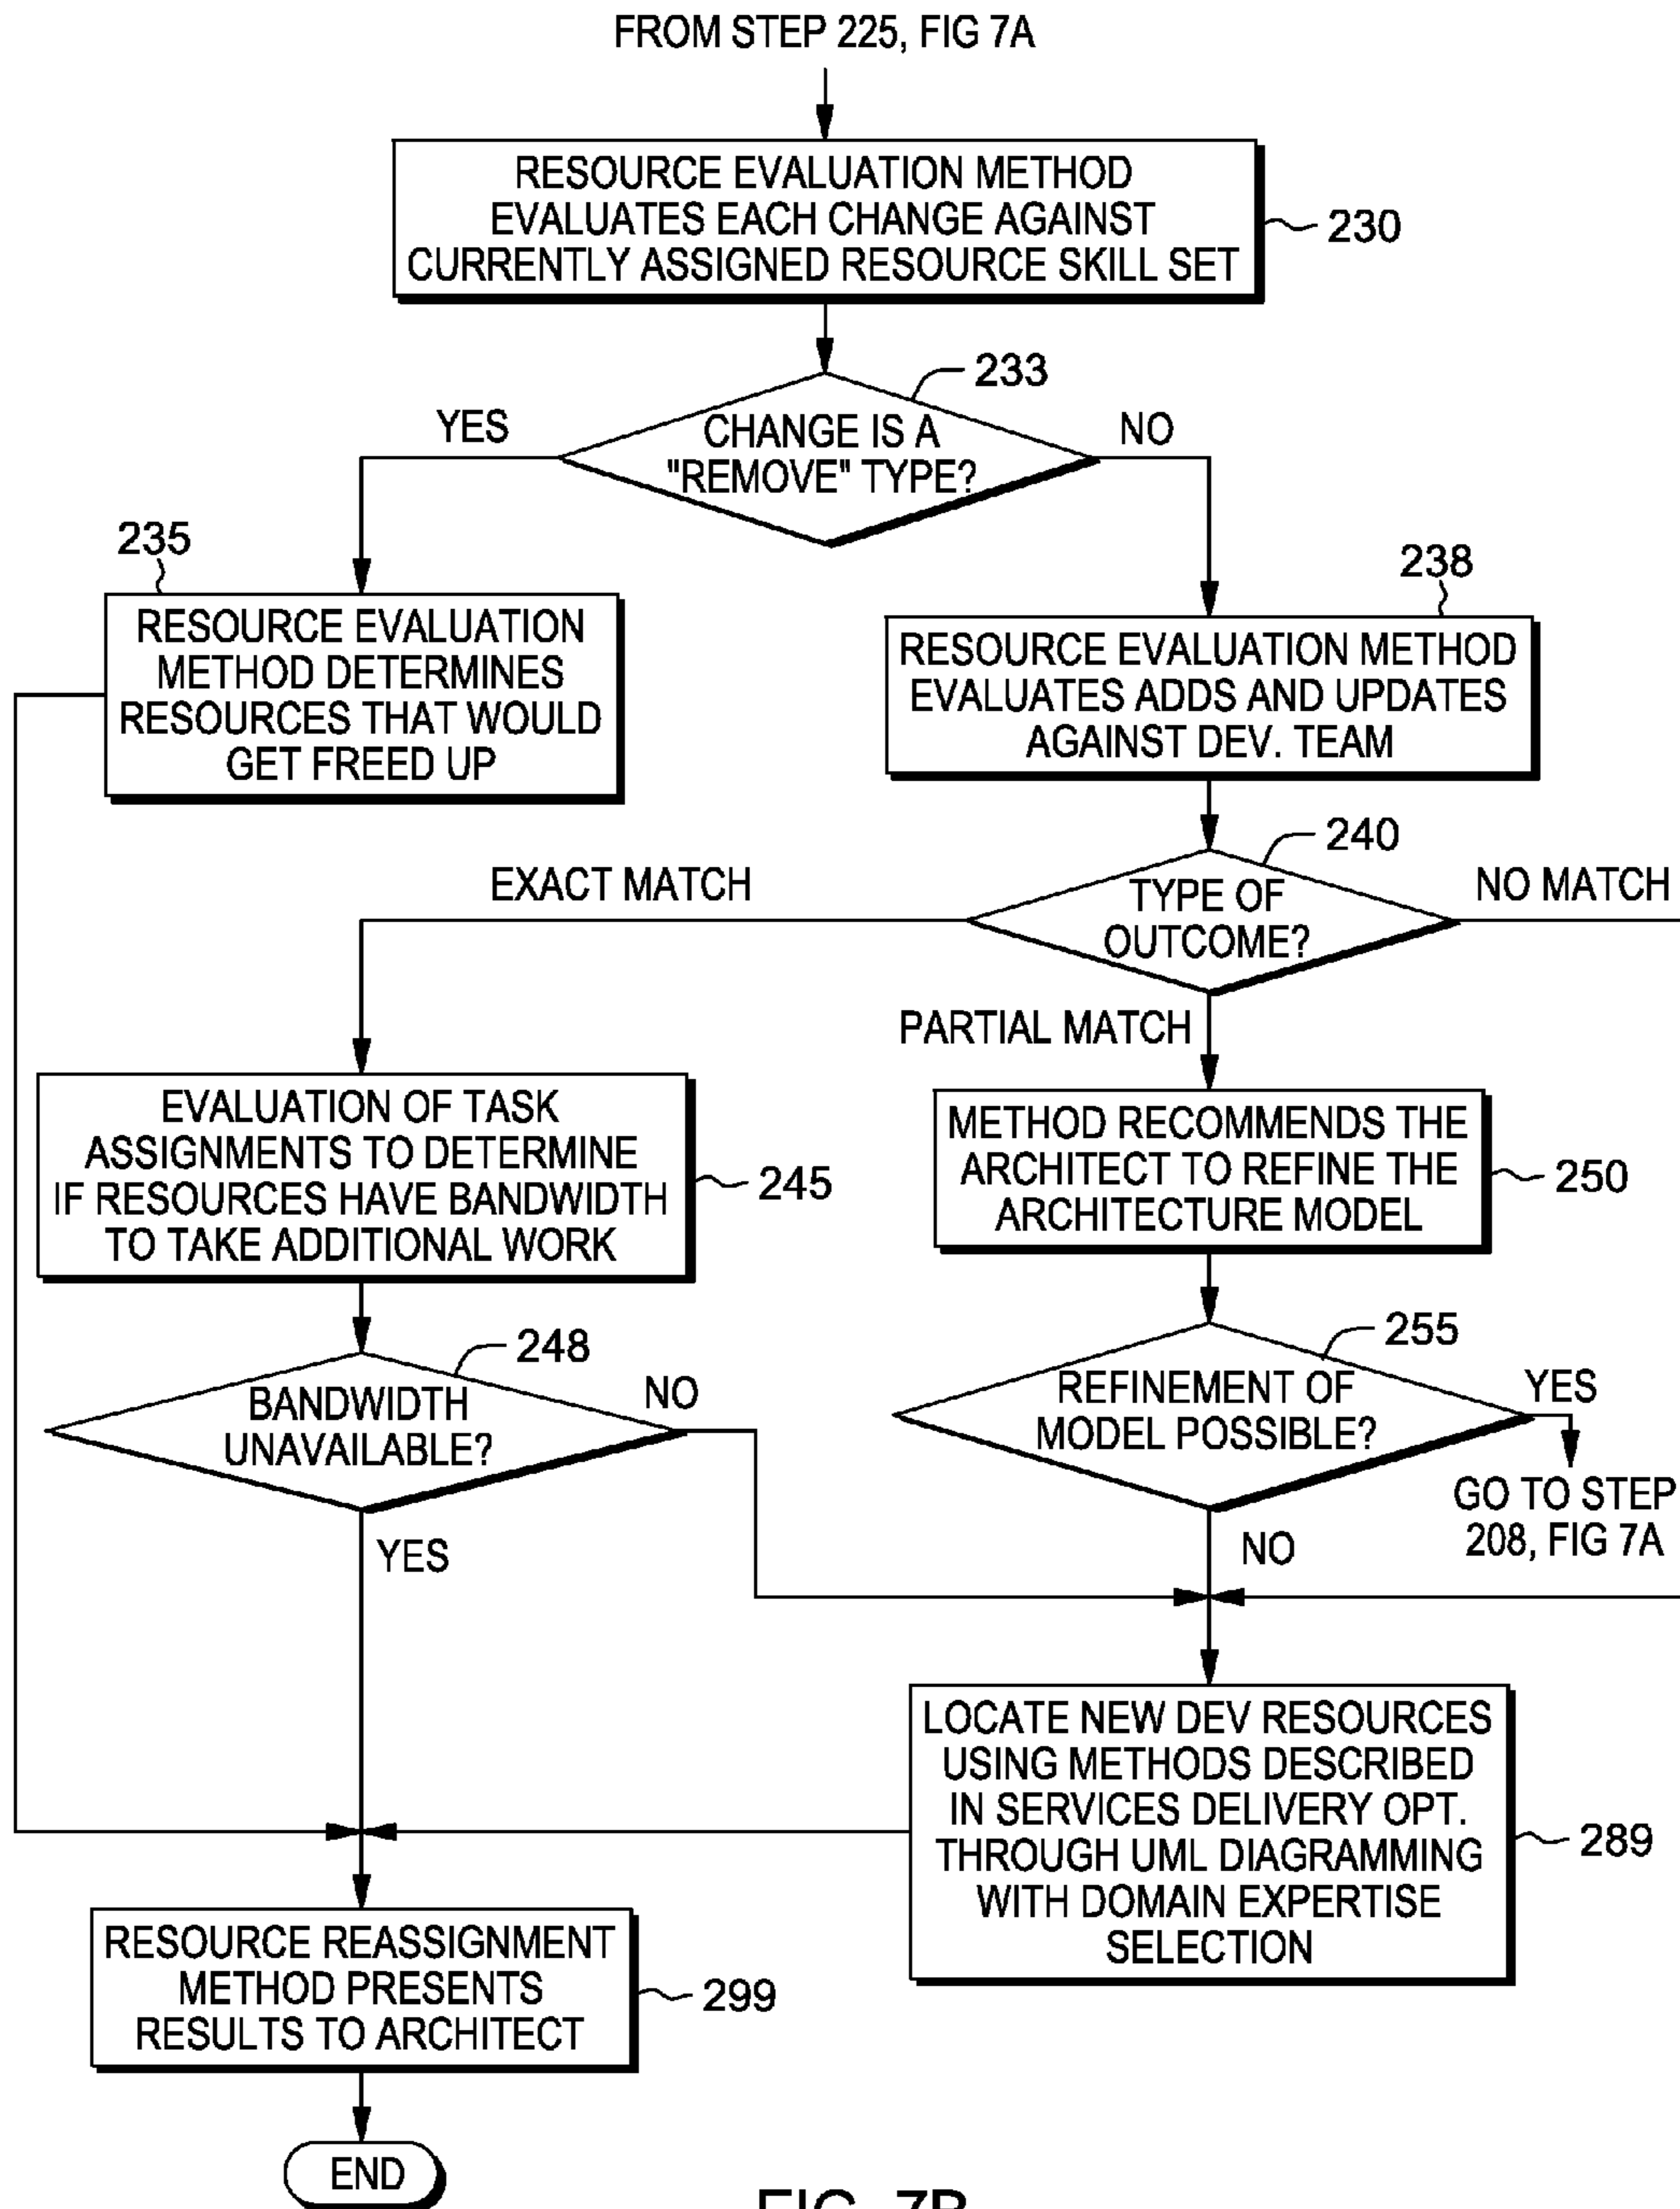 FROM STEP 225, FIG 7A
RESOURCE EVALUATION METHOD
EVALUATES EACH CHANGE AGAINST
CURRENTLY ASSIGNED RESOURCE SKILL SET
230
233
YES
CHANGE IS A
"REMOVE" TYPE?
NO
235
RESOURCE EVALUATION
METHOD DETERMINES
RESOURCES THAT WOULD
GET FREED UP
238
RESOURCE EVALUATION METHOD
EVALUATES ADDS AND UPDATES
AGAINST DEV. TEAM
240
EXACT MATCH
TYPE OF
OUTCOME?
NO MATCH
PARTIAL MATCH
EVALUATION OF TASK
ASSIGNMENTS TO DETERMINE
IF RESOURCES HAVE BANDWIDTH
TO TAKE ADDITIONAL WORK
245
METHOD RECOMMENDS THE
ARCHITECT TO REFINE THE
ARCHITECTURE MODEL
250
248
BANDWIDTH
UNAVAILABLE?
NO
YES
255
REFINEMENT OF
MODEL POSSIBLE?
YES
GO TO STEP
208, FIG 7A
NO
LOCATE NEW DEV RESOURCES
USING METHODS DESCRIBED
IN SERVICES DELIVERY OPT.
THROUGH UML DIAGRAMMING
WITH DOMAIN EXPERTISE
SELECTION
289
RESOURCE REASSIGNMENT
METHOD PRESENTS
RESULTS TO ARCHITECT
299
END
FIG. 7B